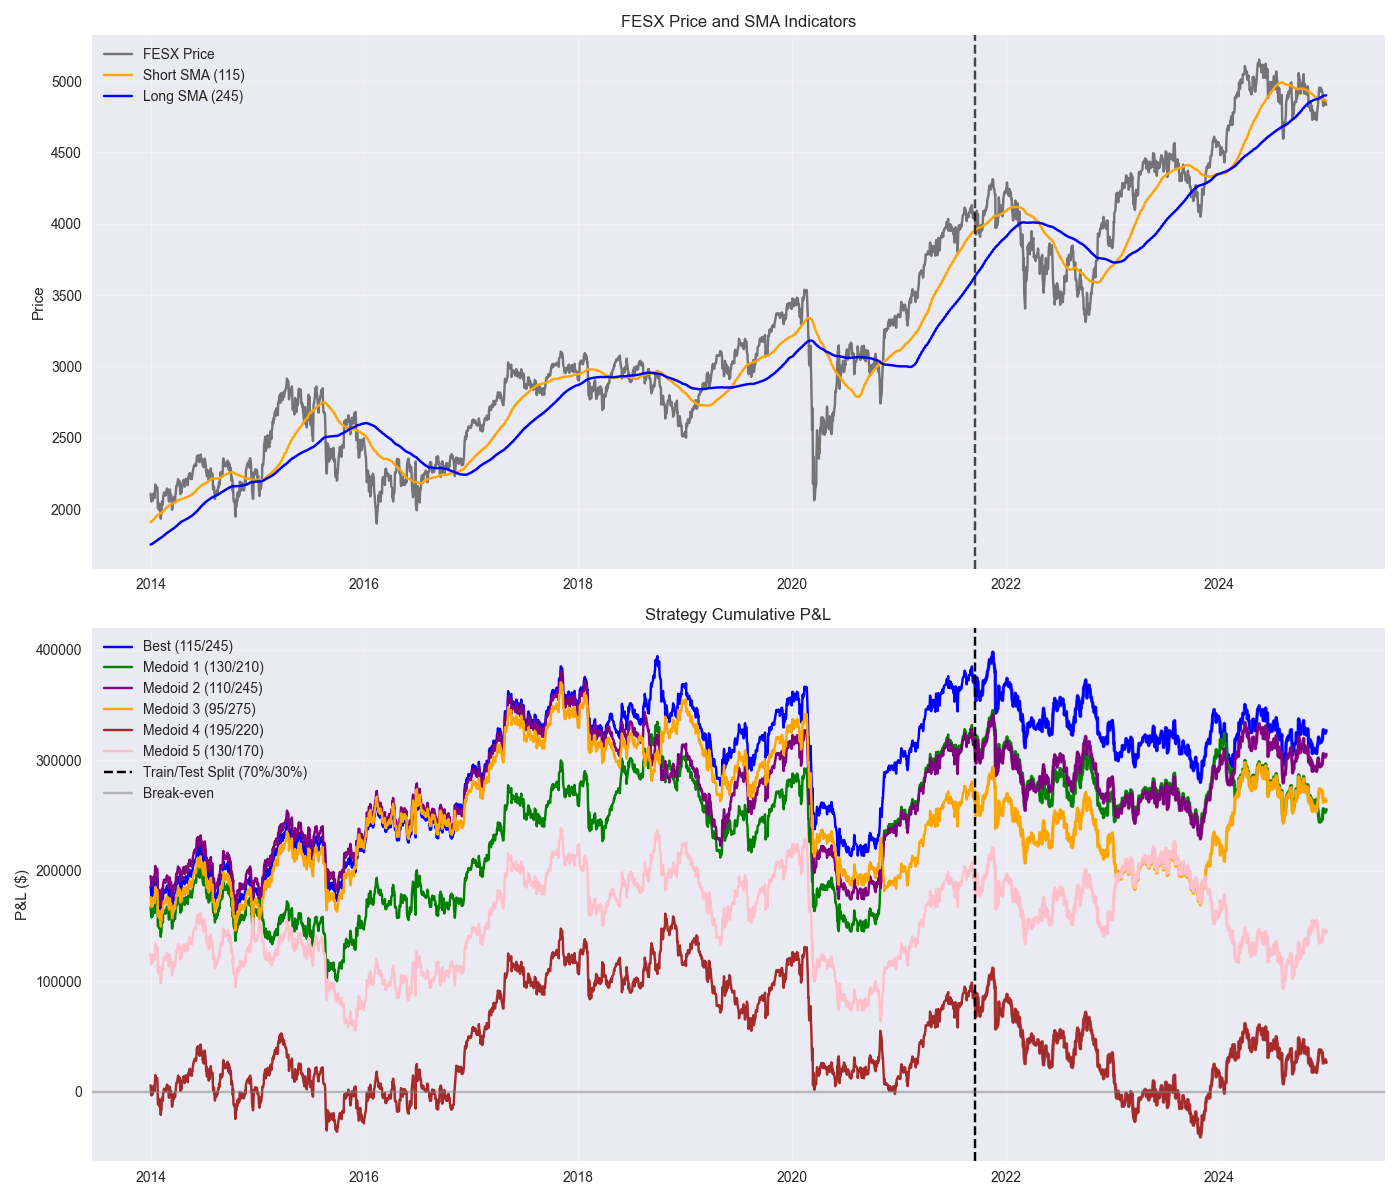 FESX Price and SMA Indicators
FESX Price
Short SMA (115)
Long SMA (245)
Price
5000
4500
4000
3500
3000
2500
2000
2014 2016 2018 2020 2022 2024
Strategy Cumulative P&L
Best (115/245)
Medoid 1 (130/210)
Medoid 2 (110/245)
Medoid 3 (95/275)
Medoid 4 (195/220)
Medoid 5 (130/170)
Train/Test Split (70%/30%)
Break-even
P&L ($)
400000
300000
200000
100000
0
2014 2016 2018 2020 2022 2024